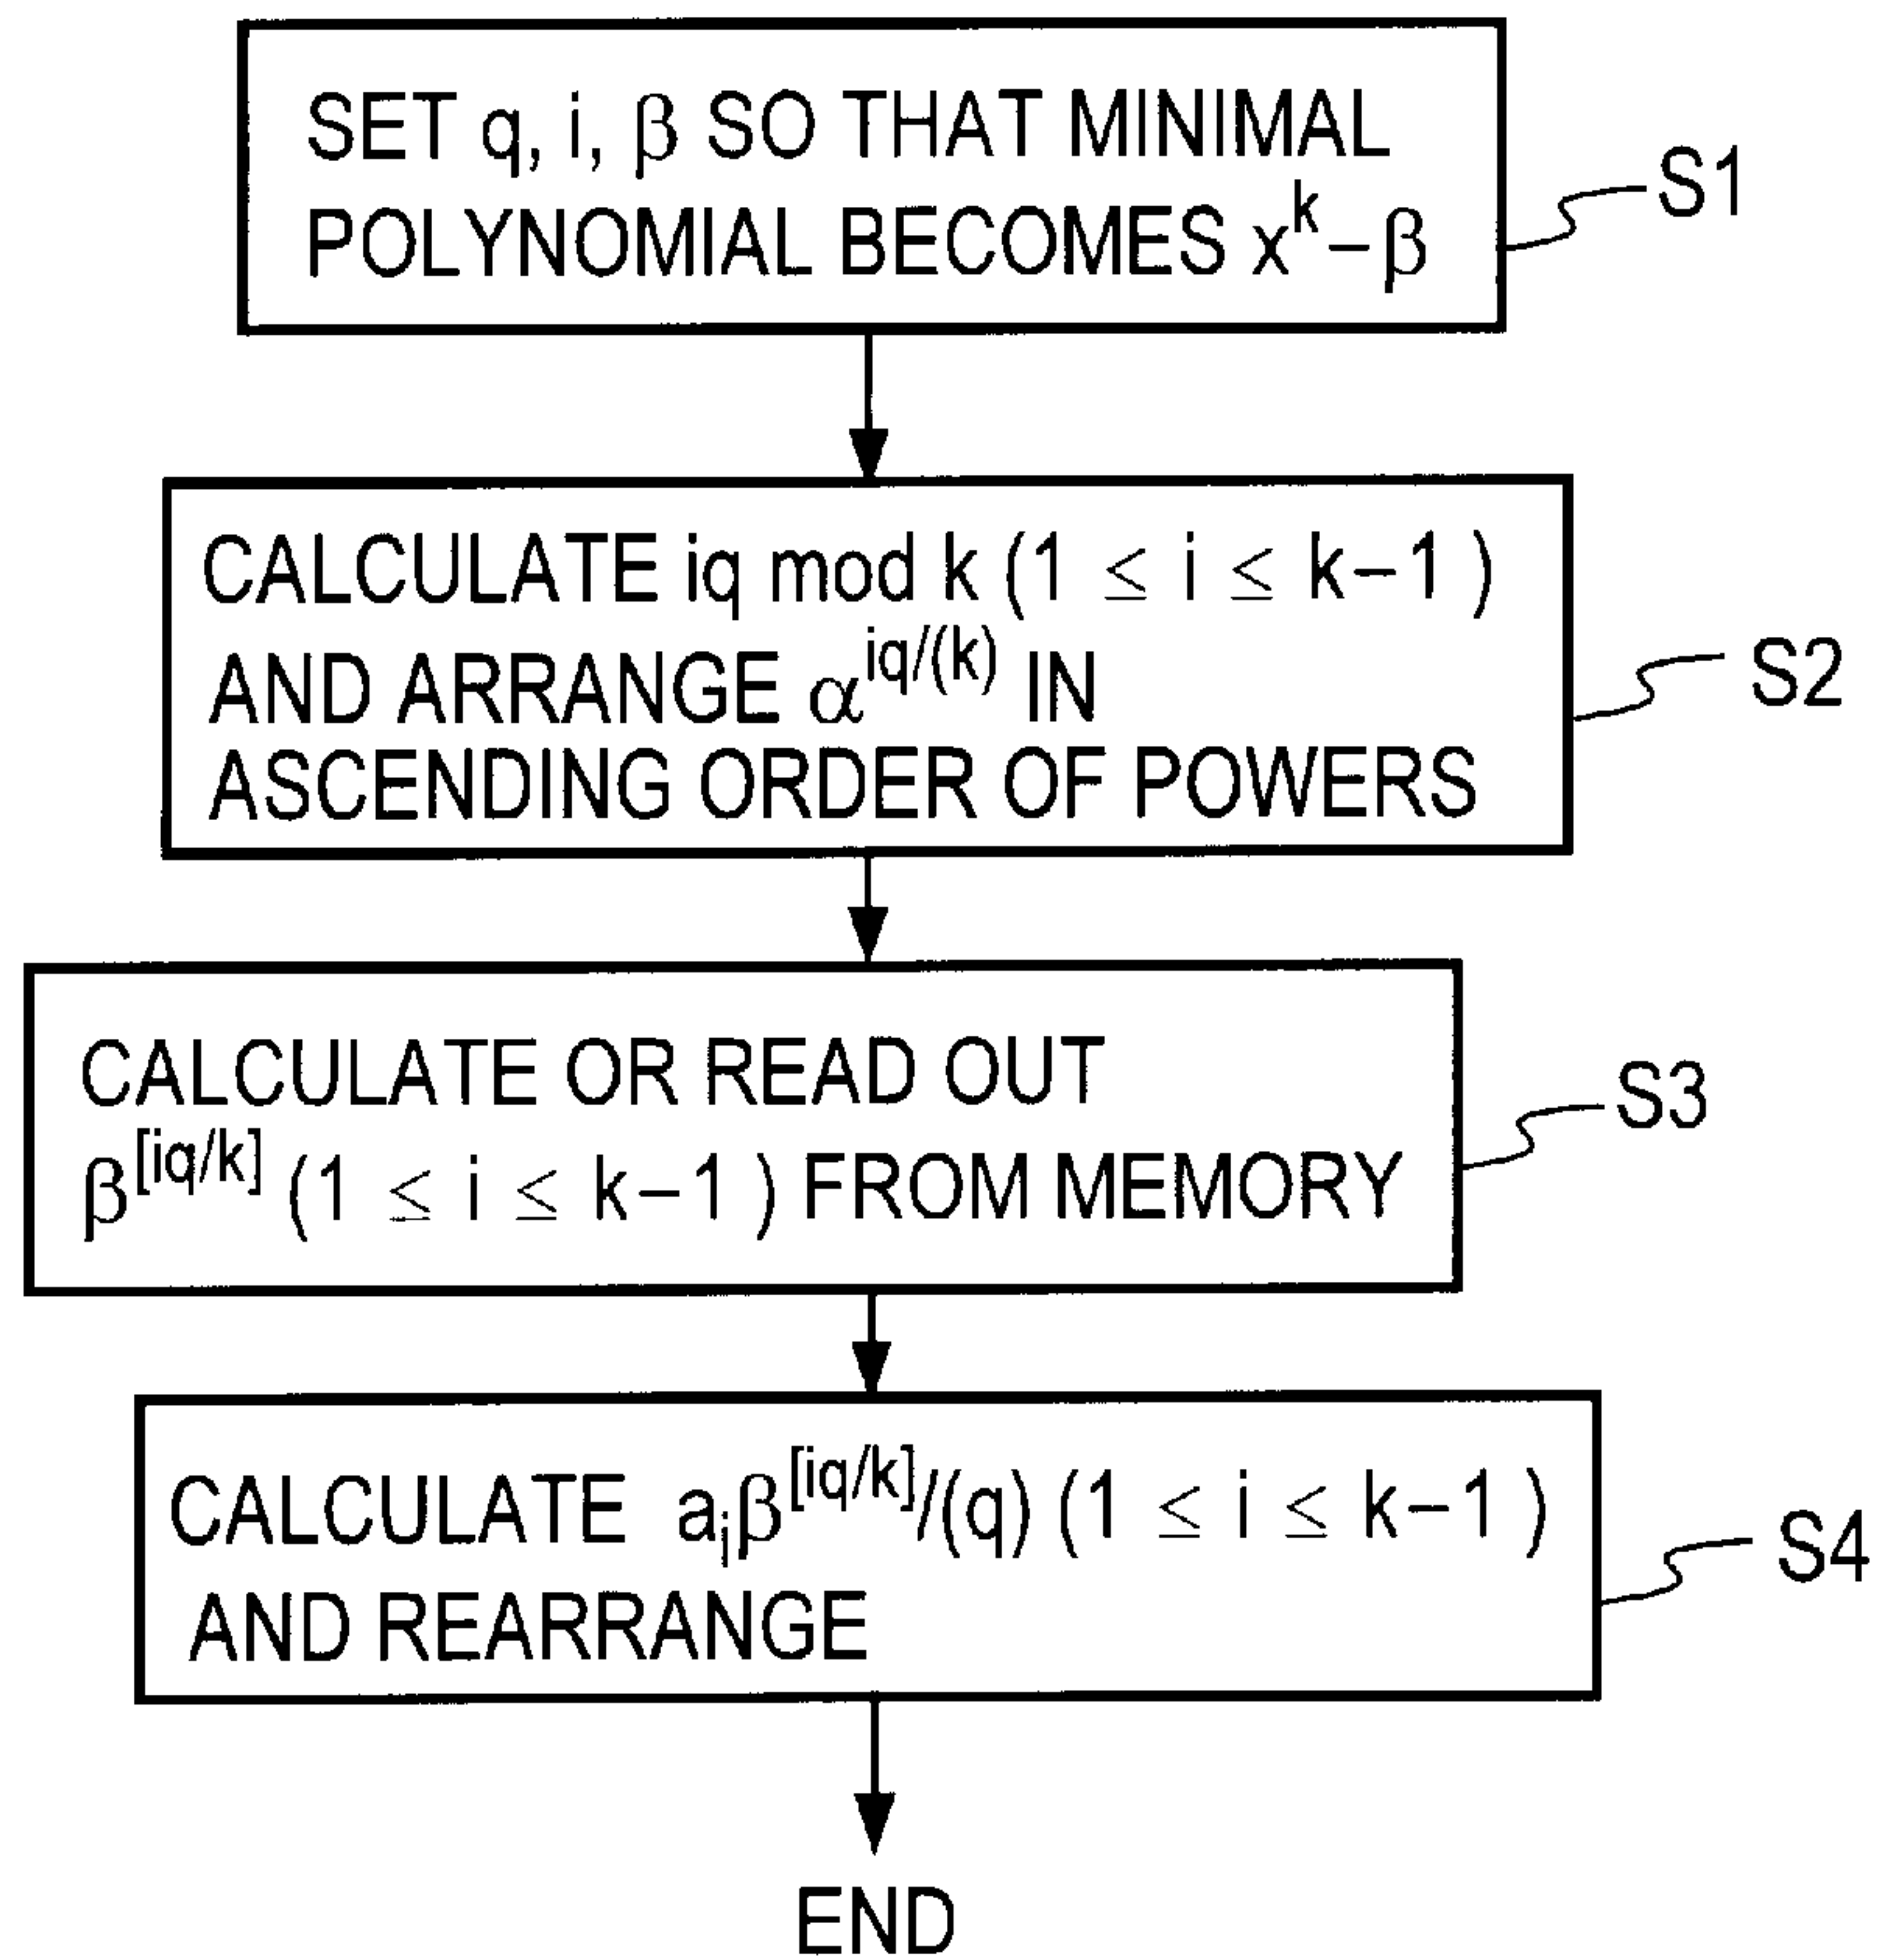 SET q, i, β SO THAT MINIMAL
POLYNOMIAL BECOMES x^k − β
S1
CALCULATE iq mod k (1 ≤ i ≤ k−1)
AND ARRANGE α^iq/(k) IN
ASCENDING ORDER OF POWERS
S2
CALCULATE OR READ OUT
β^[iq/k] (1 ≤ i ≤ k−1) FROM MEMORY
S3
CALCULATE a_iβ^[iq/k]/(q) (1 ≤ i ≤ k−1)
AND REARRANGE
S4
END